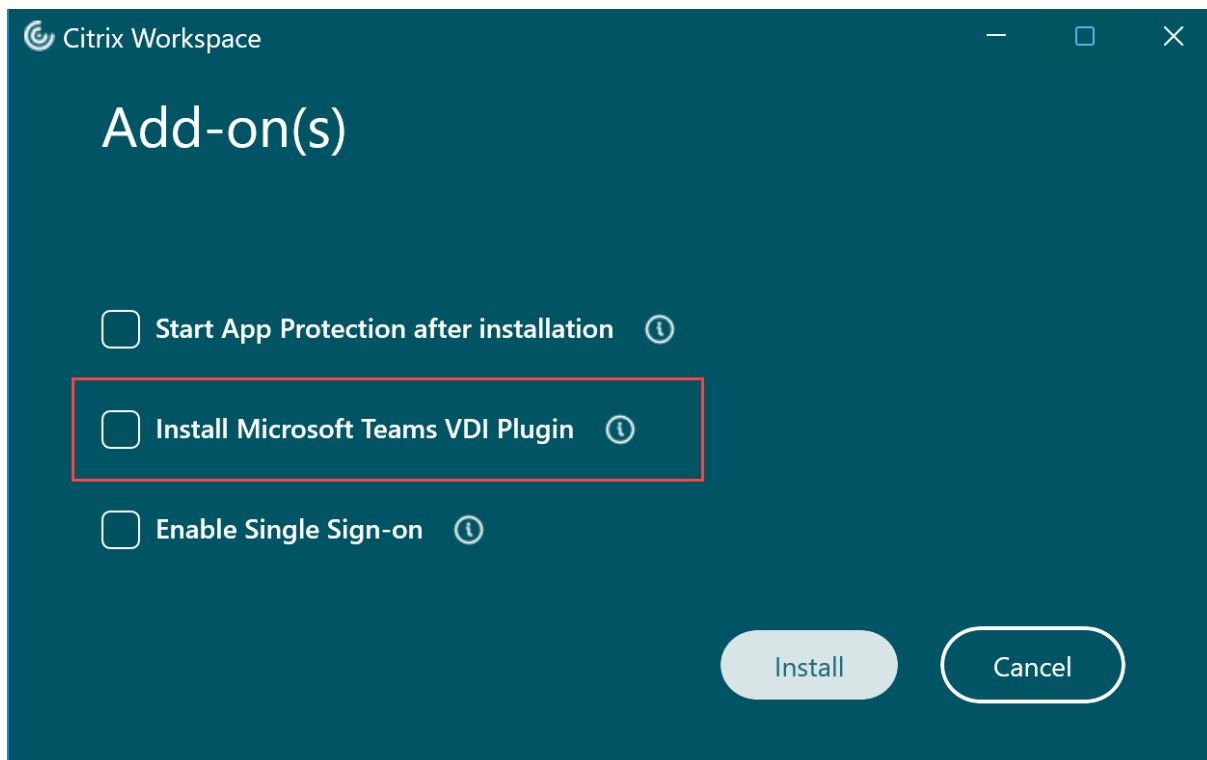 Citrix Workspace
Add-on(s)
Start App Protection after installation
Install Microsoft Teams VDI Plugin
Enable Single Sign-on
Install
Cancel